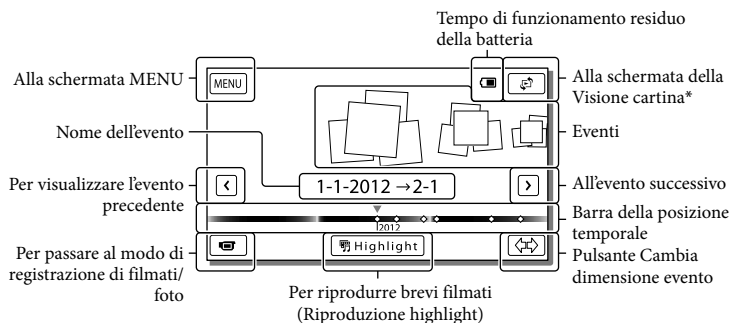 Tempo di funzionamento residuo
della batteria
Alla schermata MENU
MENU
Alla schermata della
Visione cartina*
Nome dell'evento
Eventi
Per visualizzare l'evento
precedente
1-1-2012 →2-1
All'evento successivo
2012
Barra della posizione
temporale
Per passare al modo di
registrazione di filmati/
foto
Highlight
Pulsante Cambia
dimensione evento
Per riprodurre brevi filmati
(Riproduzione highlight)